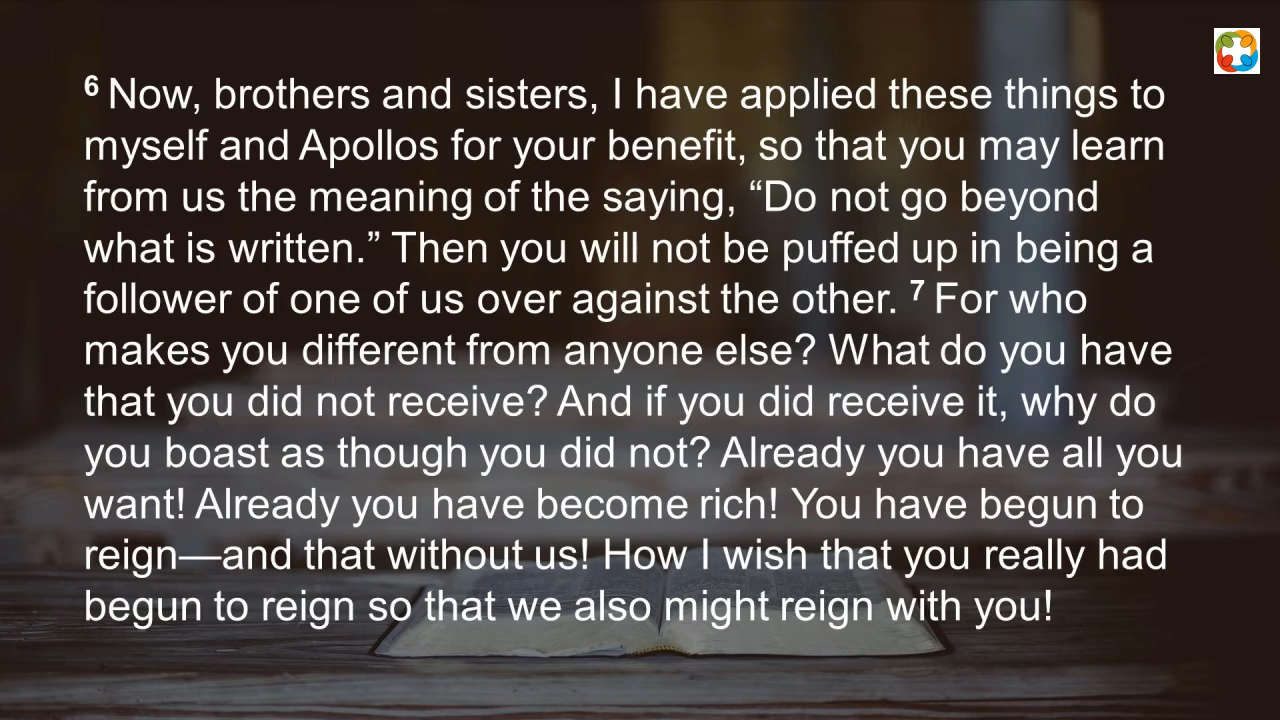 6 Now, brothers and sisters, I have applied these things to
myself and Apollos for your benefit, so that you may learn
from us the meaning of the saying, “Do not go beyond
what is written.” Then you will not be puffed up in being a
follower of one of us over against the other. 7 For who
makes you different from anyone else? What do you have
that you did not receive? And if you did receive it, why do
you boast as though you did not? Already you have all you
want! Already you have become rich! You have begun to
reign—and that without us! How I wish that you really had
begun to reign so that we also might reign with you!